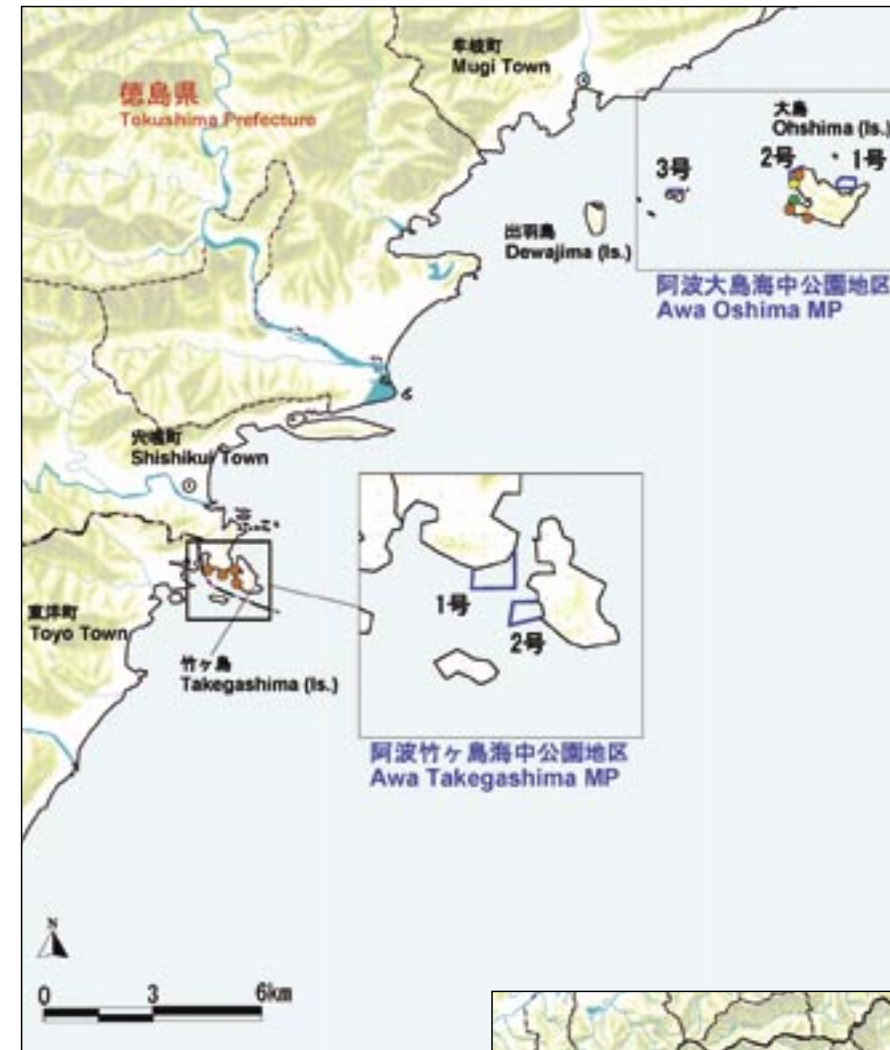 牟岐町
Mugi Town
徳島県
Tokushima Prefecture
大島
Ohshima (Is.)
3号
2号
1号
出羽島
Dewajima (Is.)
阿波大島海中公園地区
Awa Oshima MP
宍喰町
Shishikui Town
1号
2号
東洋町
Toyo Town
竹ヶ島
Takegashima (Is.)
阿波竹ヶ島海中公園地区
Awa Takegashima MP
N
0 3 6km